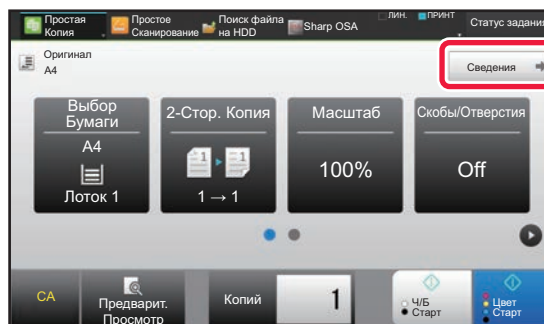 Простая
Копия
Простое
Сканирование
Поиск файла
на HDD
Sharp OSA
ЛИН.
ПРИНТ
Статус задания
Оригинал
A4
Сведения
Выбор
Бумаги
A4
Лоток 1
2-Стор. Копия
1
1
1 → 1
Масштаб
100%
Скобы/Отверстия
Off
CA
Предварит.
Просмотр
Копий
1
Ч/Б
Старт
Цвет
Старт